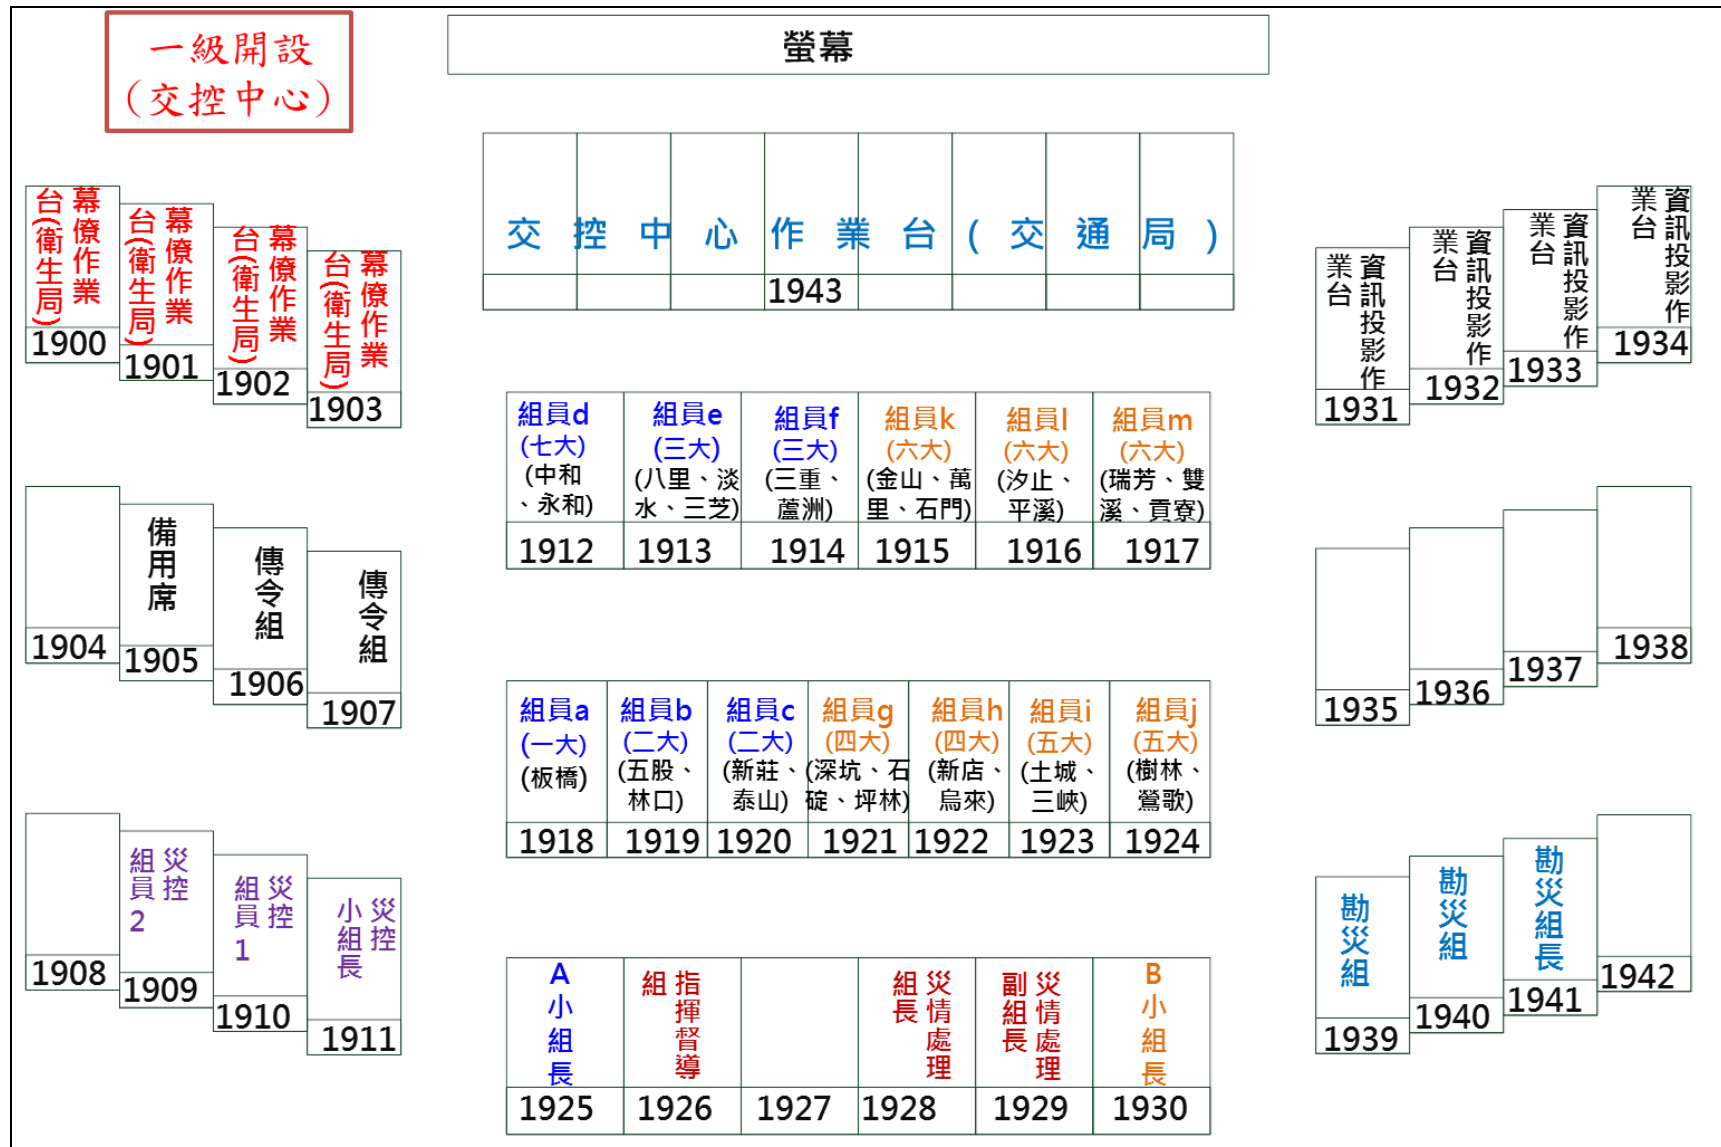 一級開設
(交控中心)
螢幕
交控中心作業台(交通局)
1943
幕僚作業
台(衛生局)
1900
幕僚作業
台(衛生局)
1901
幕僚作業
台(衛生局)
1902
幕僚作業
台(衛生局)
1903
資訊投影作
業台
1931
資訊投影作
業台
1932
資訊投影作
業台
1933
資訊投影作
業台
1934
組員d
(七大)
(中和
、永和)
1912
組員e
(三大)
(八里、淡
水、三芝)
1913
組員f
(三大)
(三重、
蘆洲)
1914
組員k
(六大)
(金山、萬
里、石門)
1915
組員l
(六大)
(汐止、
平溪)
1916
組員m
(六大)
(瑞芳、雙
溪、貢寮)
1917
1904
備用席
1905
傳令組
1906
傳令組
1907
1935
1936
1937
1938
組員a
(一大)
(板橋)
1918
組員b
(二大)
(五股、
林口)
1919
組員c
(二大)
(新莊、
泰山)
1920
組員g
(四大)
(深坑、石
碇、坪林)
1921
組員h
(四大)
(新店、
烏來)
1922
組員i
(五大)
(土城、
三峽)
1923
組員j
(五大)
(樹林、
鶯歌)
1924
1908
災控
組員2
1909
災控
組員1
1910
災控
小組長
1911
A小組長
1925
指揮督導
組
1926
1927
災情處理
組長
1928
災情處理
副組長
1929
B小組長
1930
勘災組
1939
勘災組
1940
勘災組長
1941
1942